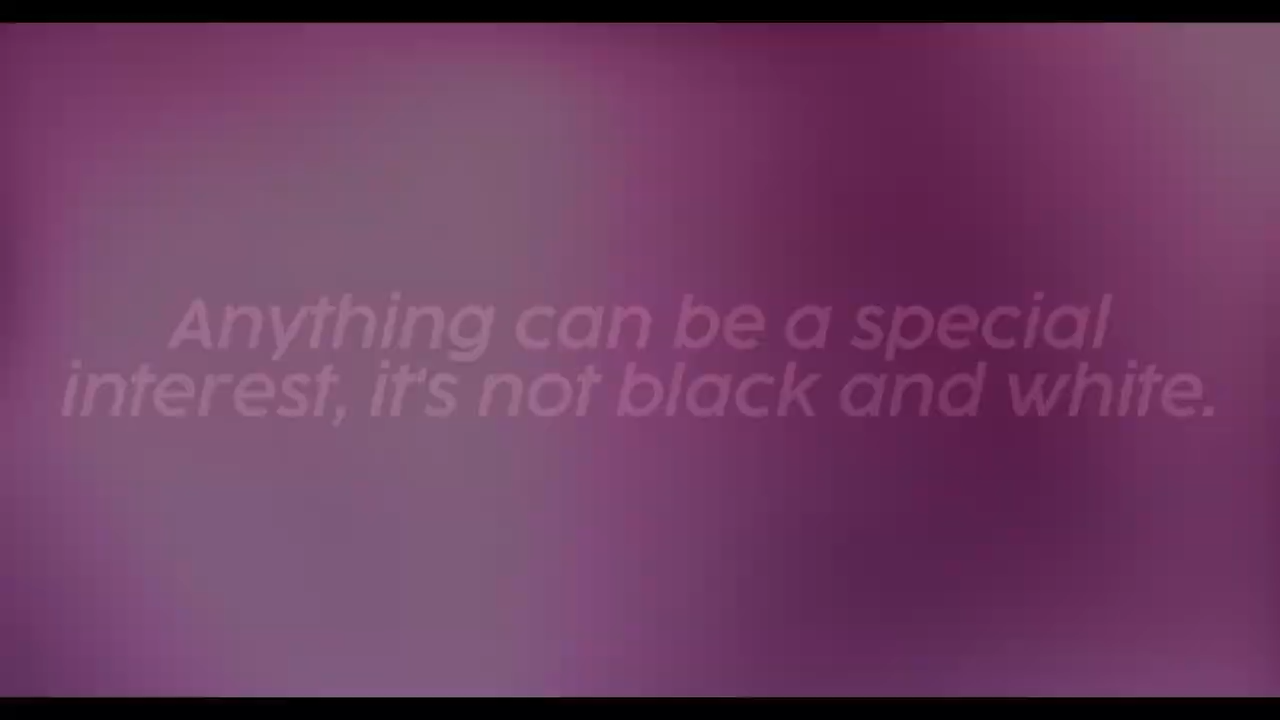 Anything can be a special
interest, it's not black and white.